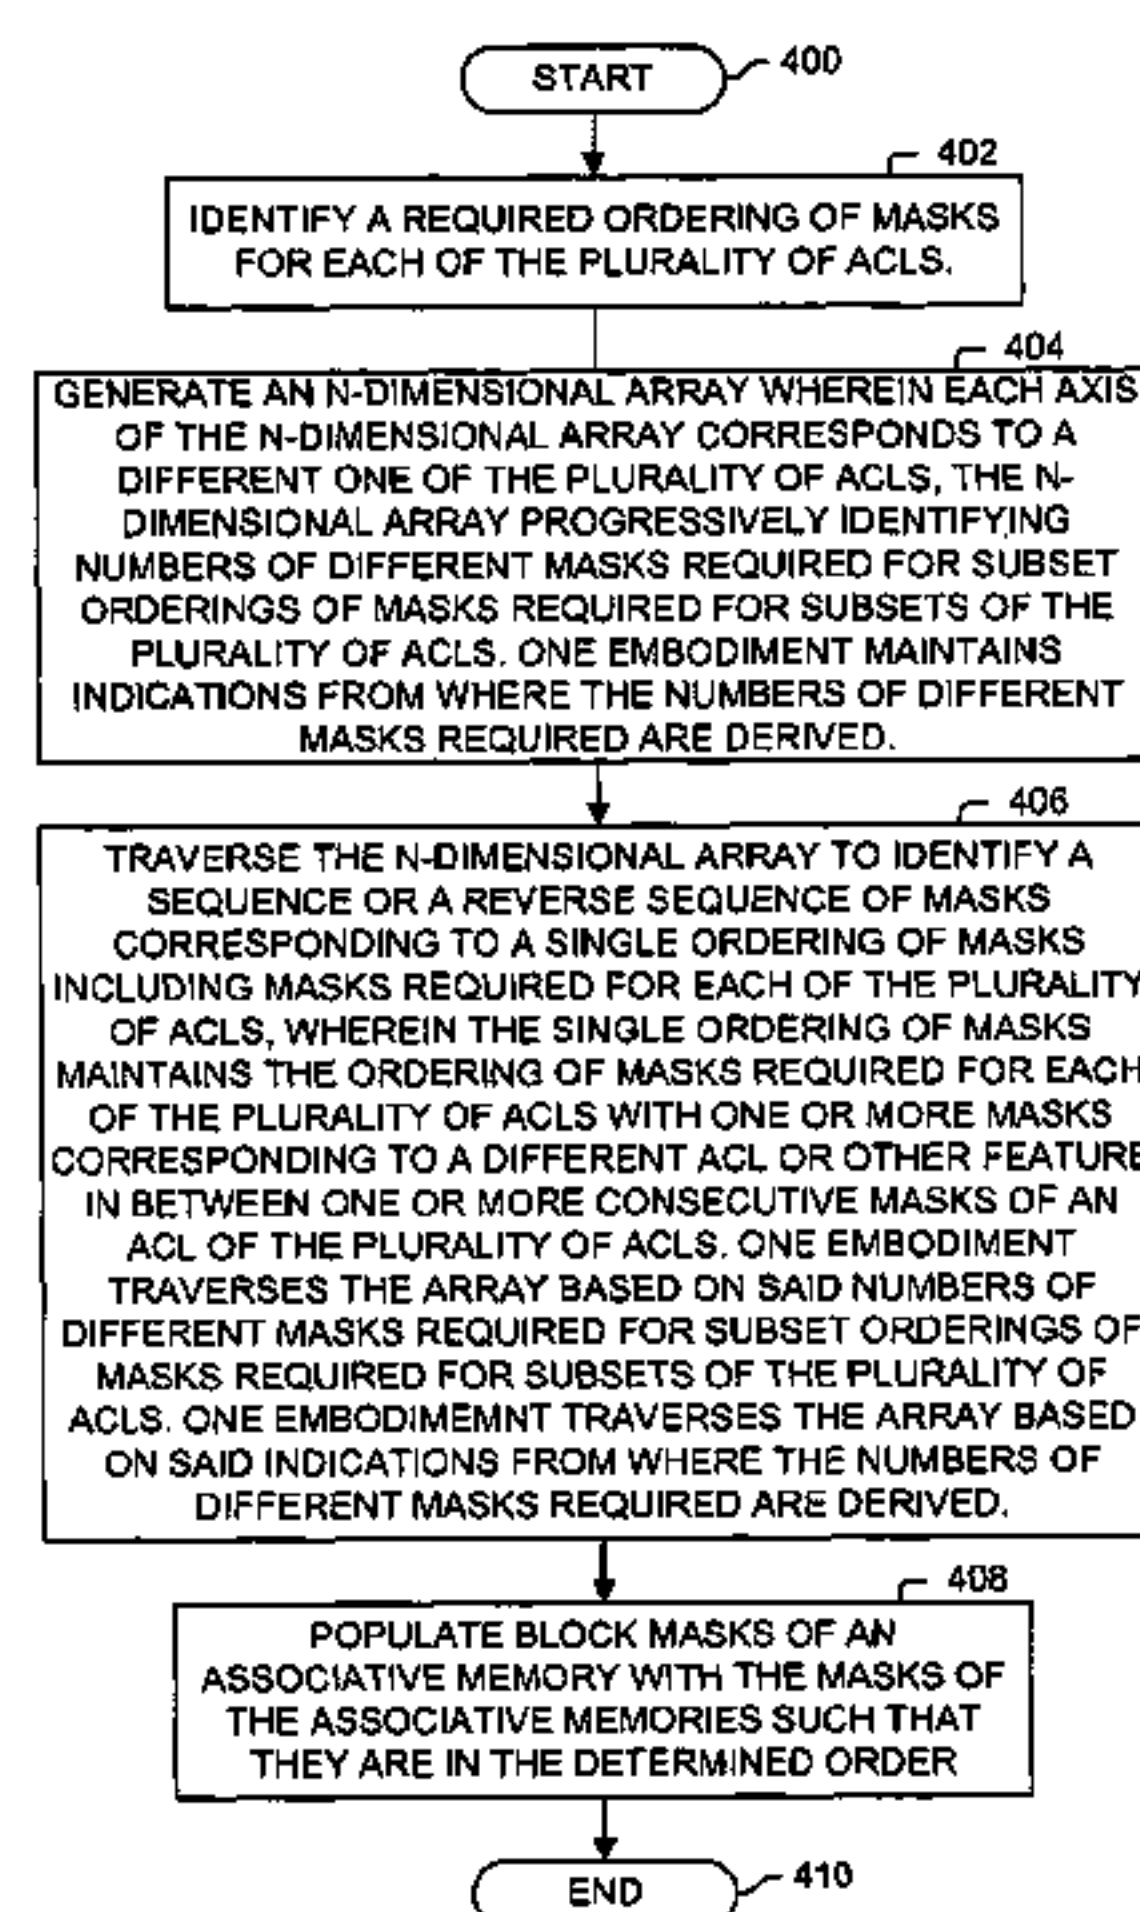 START
400
402
IDENTIFY A REQUIRED ORDERING OF MASKS
FOR EACH OF THE PLURALITY OF ACLS.
404
GENERATE AN N-DIMENSIONAL ARRAY WHEREIN EACH AXIS
OF THE N-DIMENSIONAL ARRAY CORRESPONDS TO A
DIFFERENT ONE OF THE PLURALITY OF ACLS, THE N-
DIMENSIONAL ARRAY PROGRESSIVELY IDENTIFYING
NUMBERS OF DIFFERENT MASKS REQUIRED FOR SUBSET
ORDERINGS OF MASKS REQUIRED FOR SUBSETS OF THE
PLURALITY OF ACLS. ONE EMBODIMENT MAINTAINS
INDICATIONS FROM WHERE THE NUMBERS OF DIFFERENT
MASKS REQUIRED ARE DERIVED.
406
TRAVERSE THE N-DIMENSIONAL ARRAY TO IDENTIFY A
SEQUENCE OR A REVERSE SEQUENCE OF MASKS
CORRESPONDING TO A SINGLE ORDERING OF MASKS
INCLUDING MASKS REQUIRED FOR EACH OF THE PLURALITY
OF ACLS, WHEREIN THE SINGLE ORDERING OF MASKS
MAINTAINS THE ORDERING OF MASKS REQUIRED FOR EACH
OF THE PLURALITY OF ACLS WITH ONE OR MORE MASKS
CORRESPONDING TO A DIFFERENT ACL OR OTHER FEATURE
IN BETWEEN ONE OR MORE CONSECUTIVE MASKS OF AN
ACL OF THE PLURALITY OF ACLS. ONE EMBODIMENT
TRAVERSES THE ARRAY BASED ON SAID NUMBERS OF
DIFFERENT MASKS REQUIRED FOR SUBSET ORDERINGS OF
MASKS REQUIRED FOR SUBSETS OF THE PLURALITY OF
ACLS. ONE EMBODIMEMNT TRAVERSES THE ARRAY BASED
ON SAID INDICATIONS FROM WHERE THE NUMBERS OF
DIFFERENT MASKS REQUIRED ARE DERIVED.
408
POPULATE BLOCK MASKS OF AN
ASSOCIATIVE MEMORY WITH THE MASKS OF
THE ASSOCIATIVE MEMORIES SUCH THAT
THEY ARE IN THE DETERMINED ORDER
END
410